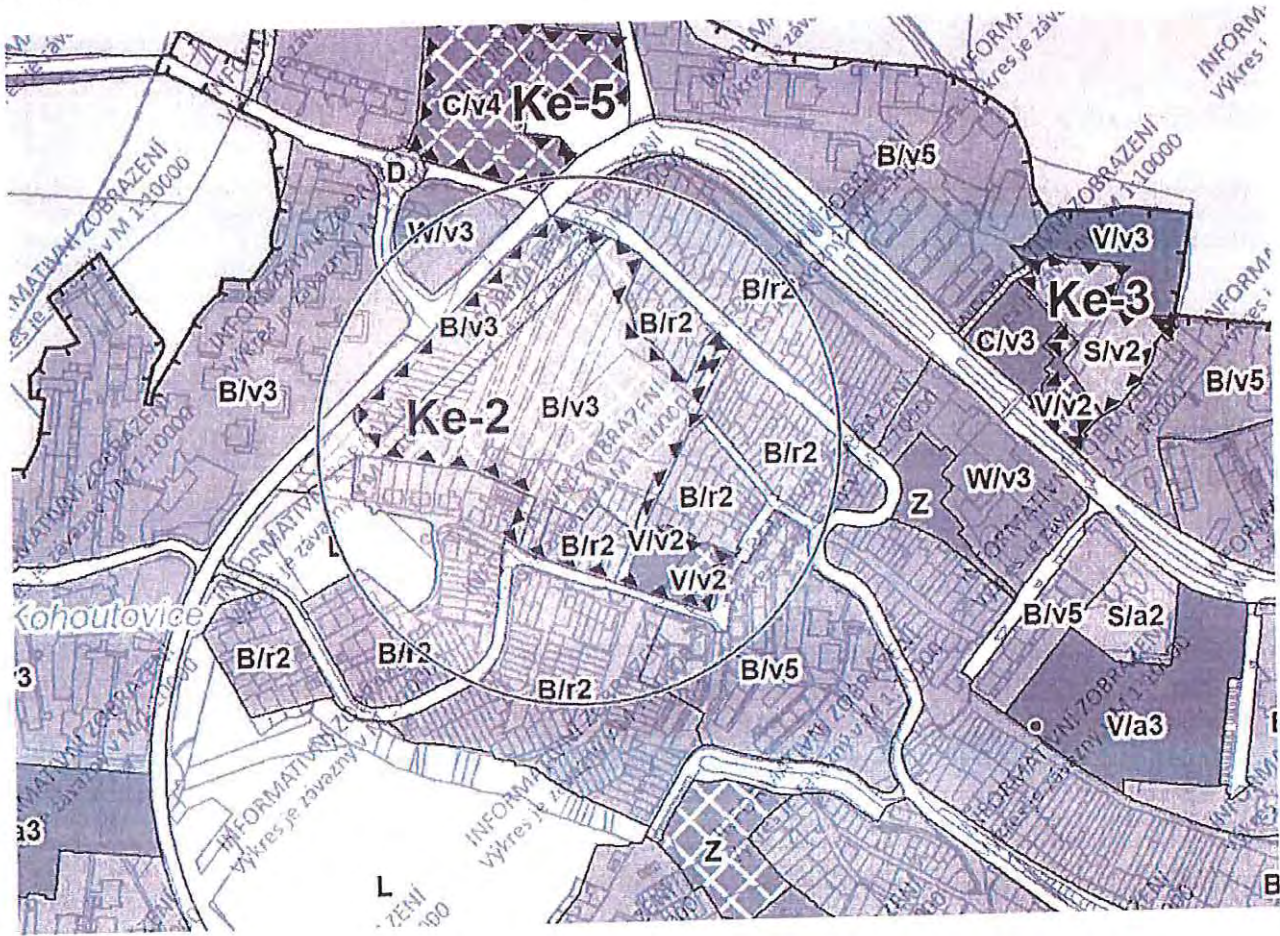 C/v4
Ke-5
B/v5
D
W/v3
V/v3
B/r2
Ke-3
B/v3
B/r2
C/v3
S/v2
B/v3
B/v3
B/v5
Ke-2
V/v2
B/r2
W/v3
B/r2
Z
B/r2
V/v2
V/v2
L
Kohoutovice
B/v5
S/a2
B/r2
B/r2
B/v5
v3
B/r2
V/a3
a3
Z
L
B
INFORMATIVNÍ ZOBRAZENÍ
Výkres je závazný v M 1:10000